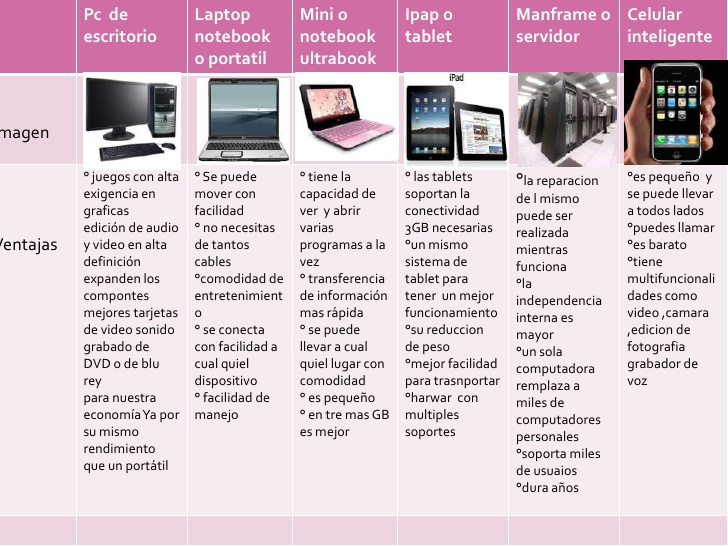 Pc de
escritorio
Laptop
notebook
o portatil
Mini o
notebook
ultrabook
Ipap o
tablet
Manframe o
servidor
Celular
inteligente
magen
iPad
Ventajas
° juegos con alta
exigencia en
graficas
edición de audio
y video en alta
definición
expanden los
compontes
mejores tarjetas
de video sonido
grabado de
DVD o de blu
rey
para nuestra
economía Ya por
su mismo
rendimiento
que un portátil
° Se puede
mover con
facilidad
° no necesitas
de tantos
cables
°comodidad de
entretenimient
o
° se conecta
con facilidad a
cual quiel
dispositivo
° facilidad de
manejo
° tiene la
capacidad de
ver y abrir
varias
programas a la
vez
° transferencia
de información
mas rápida
° se puede
llevar a cual
quiel lugar con
comodidad
° es pequeño
° en tre mas GB
es mejor
° las tablets
soportan la
conectividad
3GB necesarias
°un mismo
sistema de
tablet para
tener un mejor
funcionamiento
°su reduccion
de peso
°mejor facilidad
para trasnportar
°harwar con
multiples
soportes
°la reparacion
de l mismo
puede ser
realizada
mientras
funciona
°la
independencia
interna es
mayor
°un sola
computadora
remplaza a
miles de
computadores
personales
°soporta miles
de usuaios
°dura años
°es pequeño y
se puede llevar
a todos lados
°puedes llamar
°es barato
°tiene
multifuncionali
dades como
video ,camara
,edicion de
fotografia
grabador de
voz